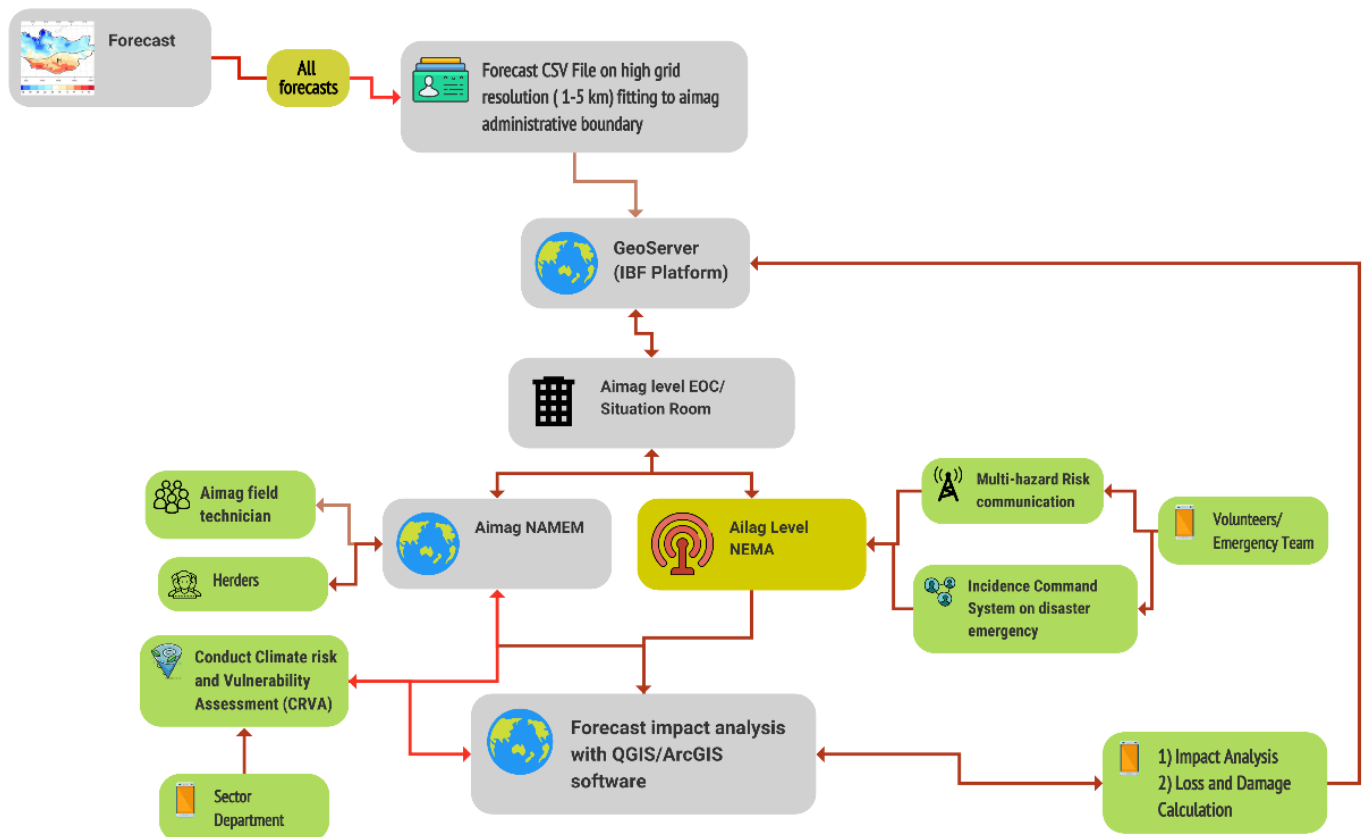 Forecast
All
forecasts
Forecast CSV File on high grid
resolution ( 1-5 km) fitting to aimag
administrative boundary
GeoServer
(IBF Platform)
Aimag level EOC/
Situation Room
Aimag field
technician
Herders
Aimag NAMEM
Ailag Level
NEMA
Multi-hazard Risk
communication
Incidence Command
System on disaster
emergency
Volunteers/
Emergency Team
Conduct Climate risk
and Vulnerability
Assessment (CRVA)
Sector
Department
Forecast impact analysis
with QGIS/ArcGIS
software
1) Impact Analysis
2) Loss and Damage
Calculation